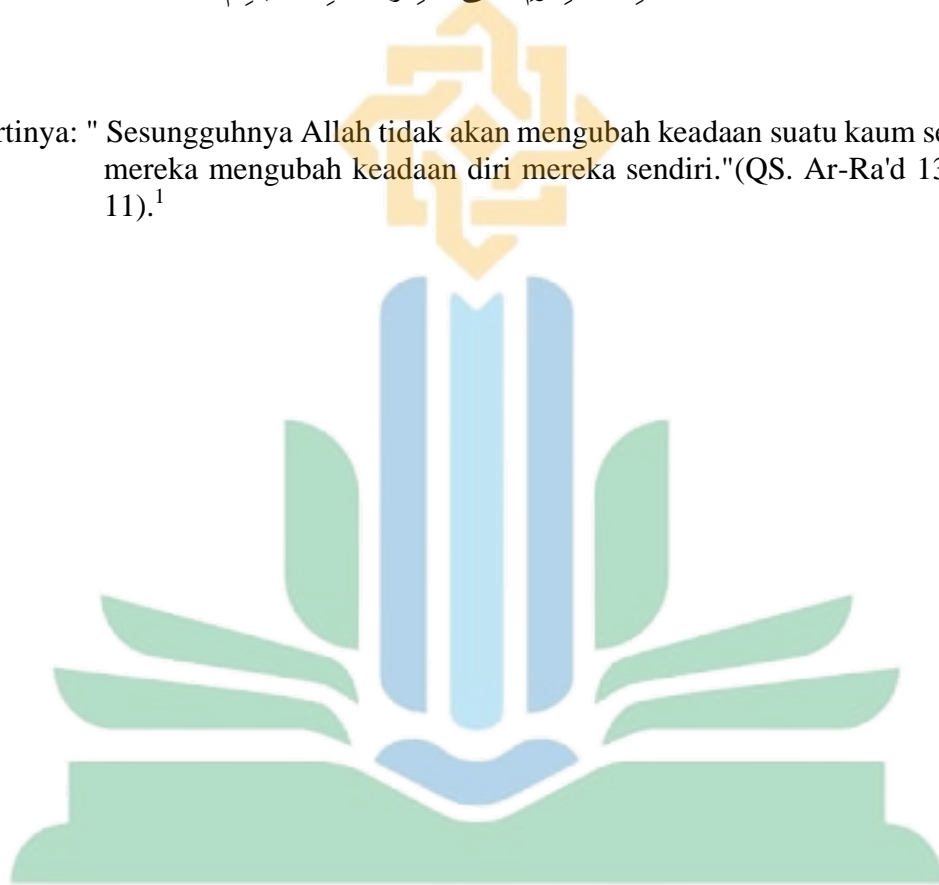 rtinya: " Sesungguhnya Allah tidak akan mengubah keadaan suatu kaum se
mereka mengubah keadaan diri mereka sendiri."(QS. Ar-Ra'd 13
11).¹